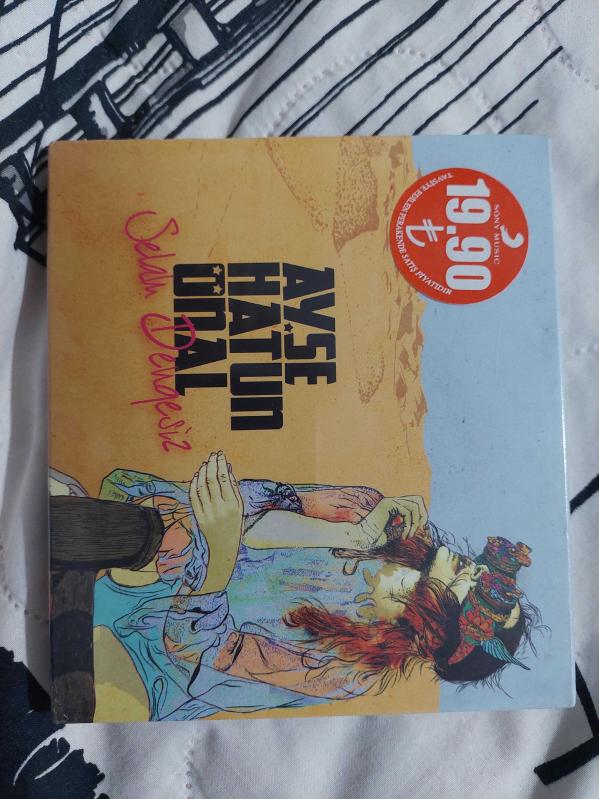 SONY MUSIC
19.90
₺
TAVSİYE EDİLEN PERAKENDE SATIŞ FİYATIDIR
AYŞE
HATUN
ÖNAL
Selam Dengesiz